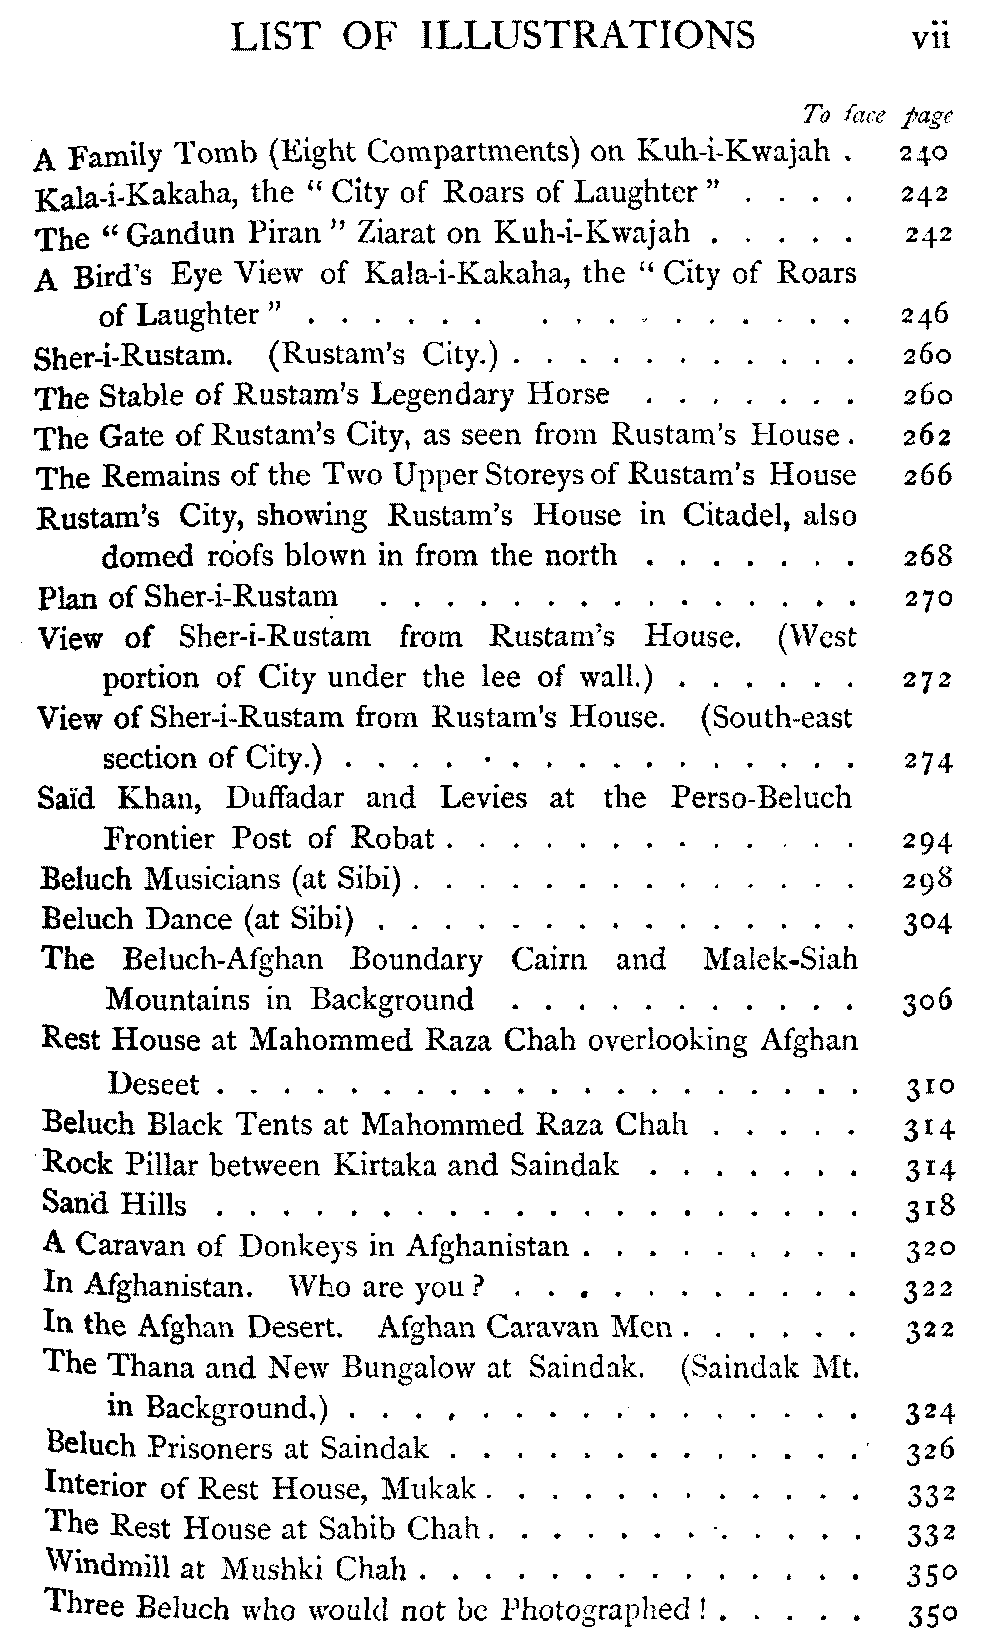 LIST OF ILLUSTRATIONS vii
To face page
A Family Tomb (Eight Compartments) on Kuh-i-Kwajah . 240
Kala-i-Kakaha, the “ City of Roars of Laughter ” . . . . 242
The “ Gandun Piran ” Ziarat on Kuh-i-Kwajah . . . . . 242
A Bird's Eye View of Kala-i-Kakaha, the “ City of Roars
of Laughter ” . . . . . . . . . . . . . . . . 246
Sher-i-Rustam. (Rustam's City.) . . . . . . . . . . . 260
The Stable of Rustam's Legendary Horse . . . . . . . 260
The Gate of Rustam's City, as seen from Rustam's House . 262
The Remains of the Two Upper Storeys of Rustam's House 266
Rustam's City, showing Rustam's House in Citadel, also
domed roofs blown in from the north . . . . . . . 268
Plan of Sher-i-Rustam . . . . . . . . . . . . . . . 270
View of Sher-i-Rustam from Rustam's House. (West
portion of City under the lee of wall.) . . . . . . 272
View of Sher-i-Rustam from Rustam's House. (South-east
section of City.) . . . . . . . . . . . . . . . . 274
Saïd Khan, Duffadar and Levies at the Perso-Beluch
Frontier Post of Robat . . . . . . . . . . . . . 294
Beluch Musicians (at Sibi) . . . . . . . . . . . . . . 298
Beluch Dance (at Sibi) . . . . . . . . . . . . . . . 304
The Beluch-Afghan Boundary Cairn and Malek-Siah
Mountains in Background . . . . . . . . . . . 306
Rest House at Mahommed Raza Chah overlooking Afghan
Deseet . . . . . . . . . . . . . . . . . . . . 310
Beluch Black Tents at Mahommed Raza Chah . . . . . 314
Rock Pillar between Kirtaka and Saindak . . . . . . . 314
Sand Hills . . . . . . . . . . . . . . . . . . . . 318
A Caravan of Donkeys in Afghanistan . . . . . . . . . 320
In Afghanistan. Who are you ? . . . . . . . . . . . 322
In the Afghan Desert. Afghan Caravan Men . . . . . . 322
The Thana and New Bungalow at Saindak. (Saindak Mt.
in Background.) . . . . . . . . . . . . . . . . 324
Beluch Prisoners at Saindak . . . . . . . . . . . . . 326
Interior of Rest House, Mukak . . . . . . . . . . . . 332
The Rest House at Sahib Chah . . . . . . . . . . . . 332
Windmill at Mushki Chah . . . . . . . . . . . . . . 350
Three Beluch who would not be Photographed ! . . . . . 350